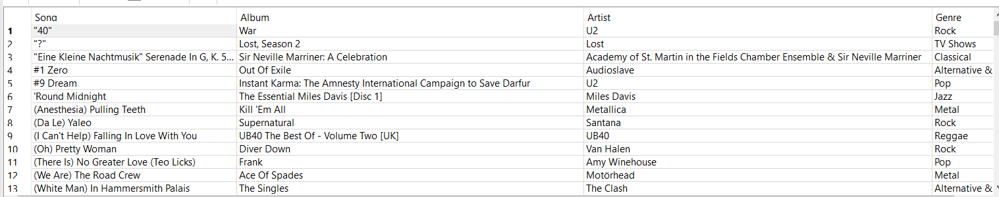 Song Album Artist Genre
1 "40" War U2 Rock
2 "?" Lost, Season 2 Lost TV Shows
3 "Eine Kleine Nachtmusik" Serenade In G, K. 5... Sir Neville Marriner: A Celebration Academy of St. Martin in the Fields Chamber Ensemble & Sir Neville Marriner Classical
4 #1 Zero Out Of Exile Audioslave Alternative &
5 #9 Dream Instant Karma: The Amnesty International Campaign to Save Darfur U2 Pop
6 'Round Midnight The Essential Miles Davis [Disc 1] Miles Davis Jazz
7 (Anesthesia) Pulling Teeth Kill 'Em All Metallica Metal
8 (Da Le) Yaleo Supernatural Santana Rock
9 (I Can't Help) Falling In Love With You UB40 The Best Of - Volume Two [UK] UB40 Reggae
10 (Oh) Pretty Woman Diver Down Van Halen Rock
11 (There Is) No Greater Love (Teo Licks) Frank Amy Winehouse Pop
12 (We Are) The Road Crew Ace Of Spades Motörhead Metal
13 (White Man) In Hammersmith Palais The Singles The Clash Alternative &